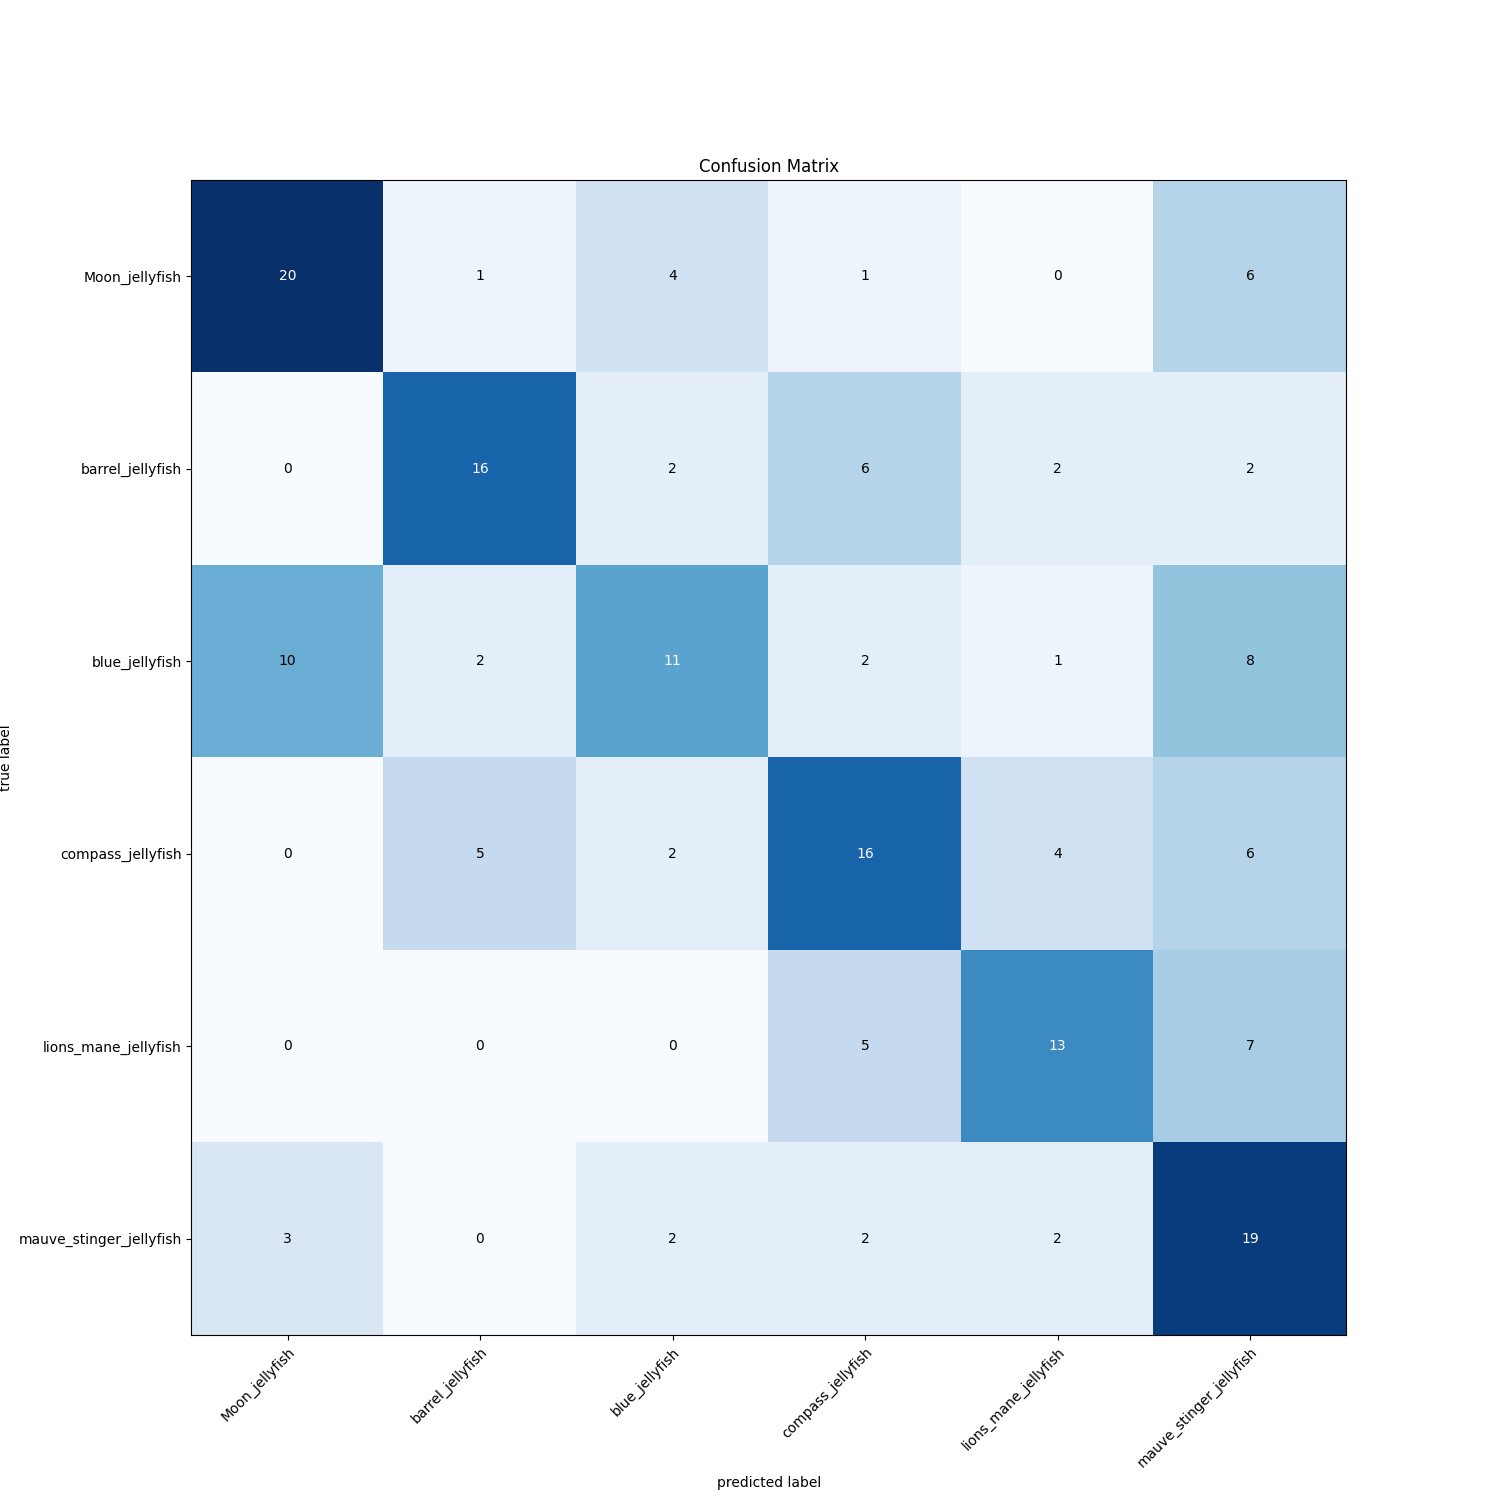 Confusion Matrix
Moon_jellyfish 20 1 4 1 0 6
barrel_jellyfish 0 16 2 6 2 2
blue_jellyfish 10 2 11 2 1 8
true label
compass_jellyfish 0 5 2 16 4 6
lions_mane_jellyfish 0 0 0 5 13 7
mauve_stinger_jellyfish 3 0 2 2 2 19
Moon_jellyfish
barrel_jellyfish
blue_jellyfish
compass_jellyfish
lions_mane_jellyfish
mauve_stinger_jellyfish
predicted label